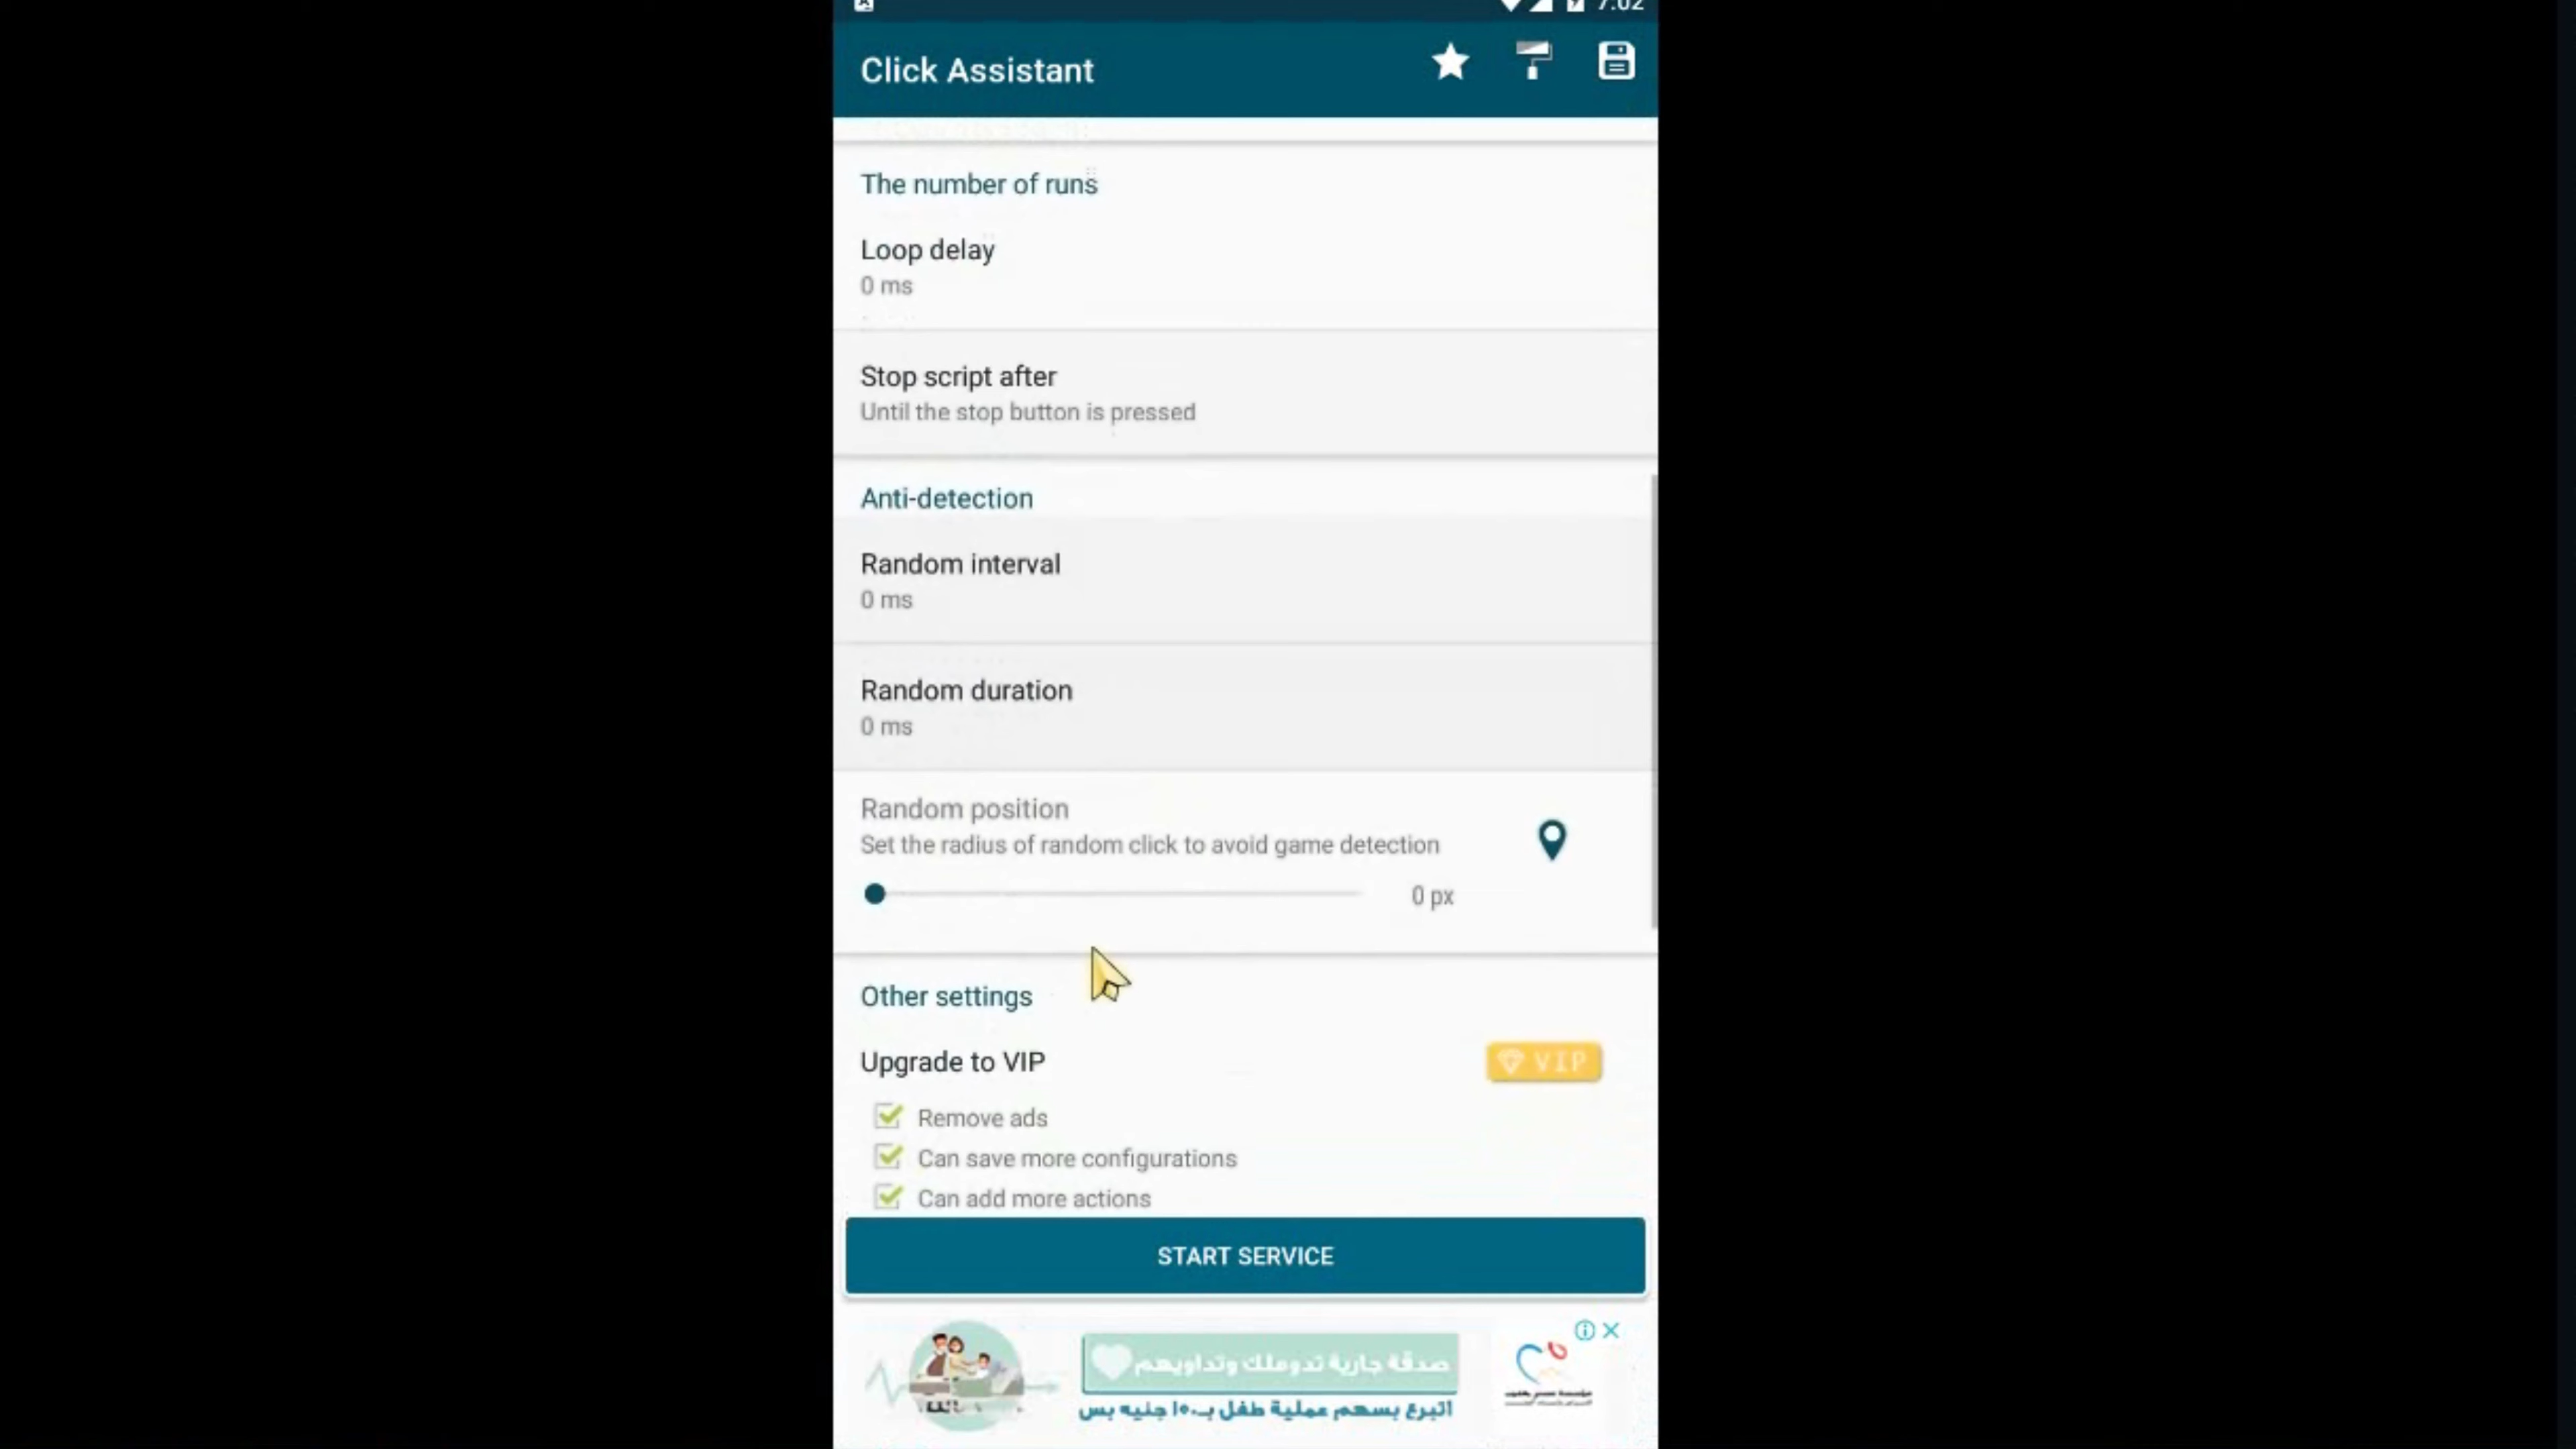 7:02
Click Assistant
The number of runs
Loop delay
0 ms
Stop script after
Until the stop button is pressed
Anti-detection
Random interval
0 ms
Random duration
0 ms
Random position
Set the radius of random click to avoid game detection
0 px
Other settings
Upgrade to VIP
VIP
Remove ads
Can save more configurations
Can add more actions
START SERVICE
صدقة جارية تدوملك وتداويهم
اتبرع بسهم عملية طفل بـ١٥٠ جنيه بس